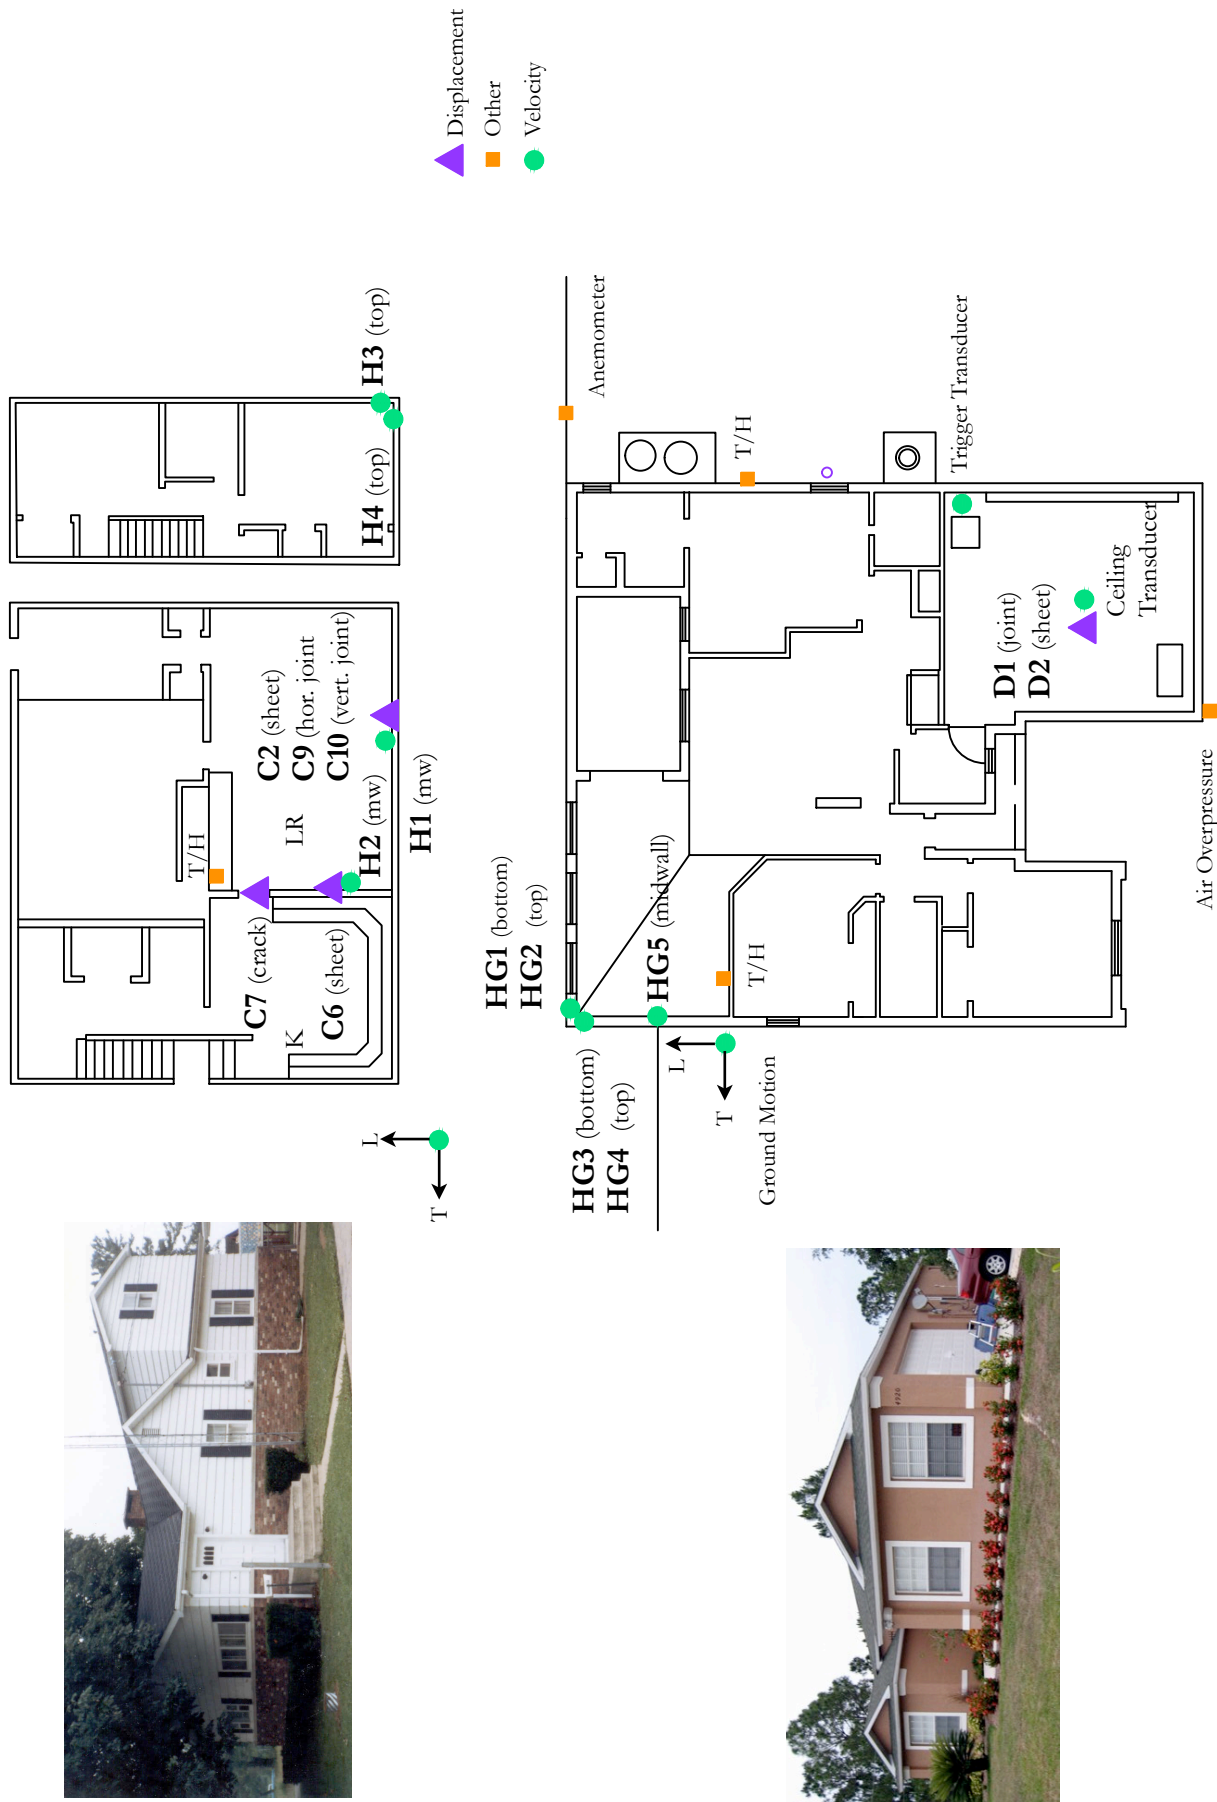 Displacement
Other
Velocity
H3 (top)
H4 (top)
C2 (sheet)
C9 (hor. joint
C10 (vert. joint)
T/H
LR
H2 (mw)
H1 (mw)
C7 (crack)
K
C6 (sheet)
L
T
Anemometer
T/H
Trigger Transducer
Ceiling
Transducer
D1 (joint)
D2 (sheet)
Air Overpressure
HG1 (bottom)
HG2 (top)
HG5 (midwall)
T/H
HG3 (bottom)
HG4 (top)
L
T
Ground Motion
4926